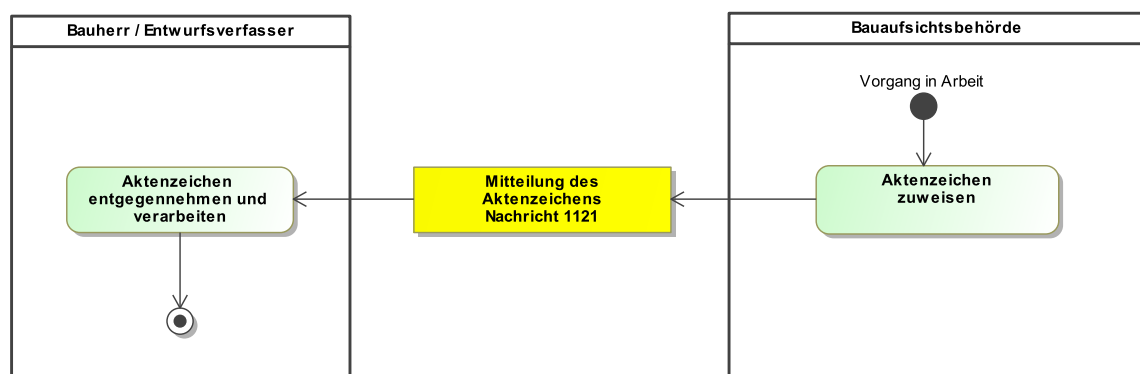 Bauherr / Entwurfsverfasser
Bauaufsichtsbehörde
Vorgang in Arbeit
Aktenzeichen
entgegennehmen und
verarbeiten
Mitteilung des
Aktenzeichens
Nachricht 1121
Aktenzeichen
zuweisen